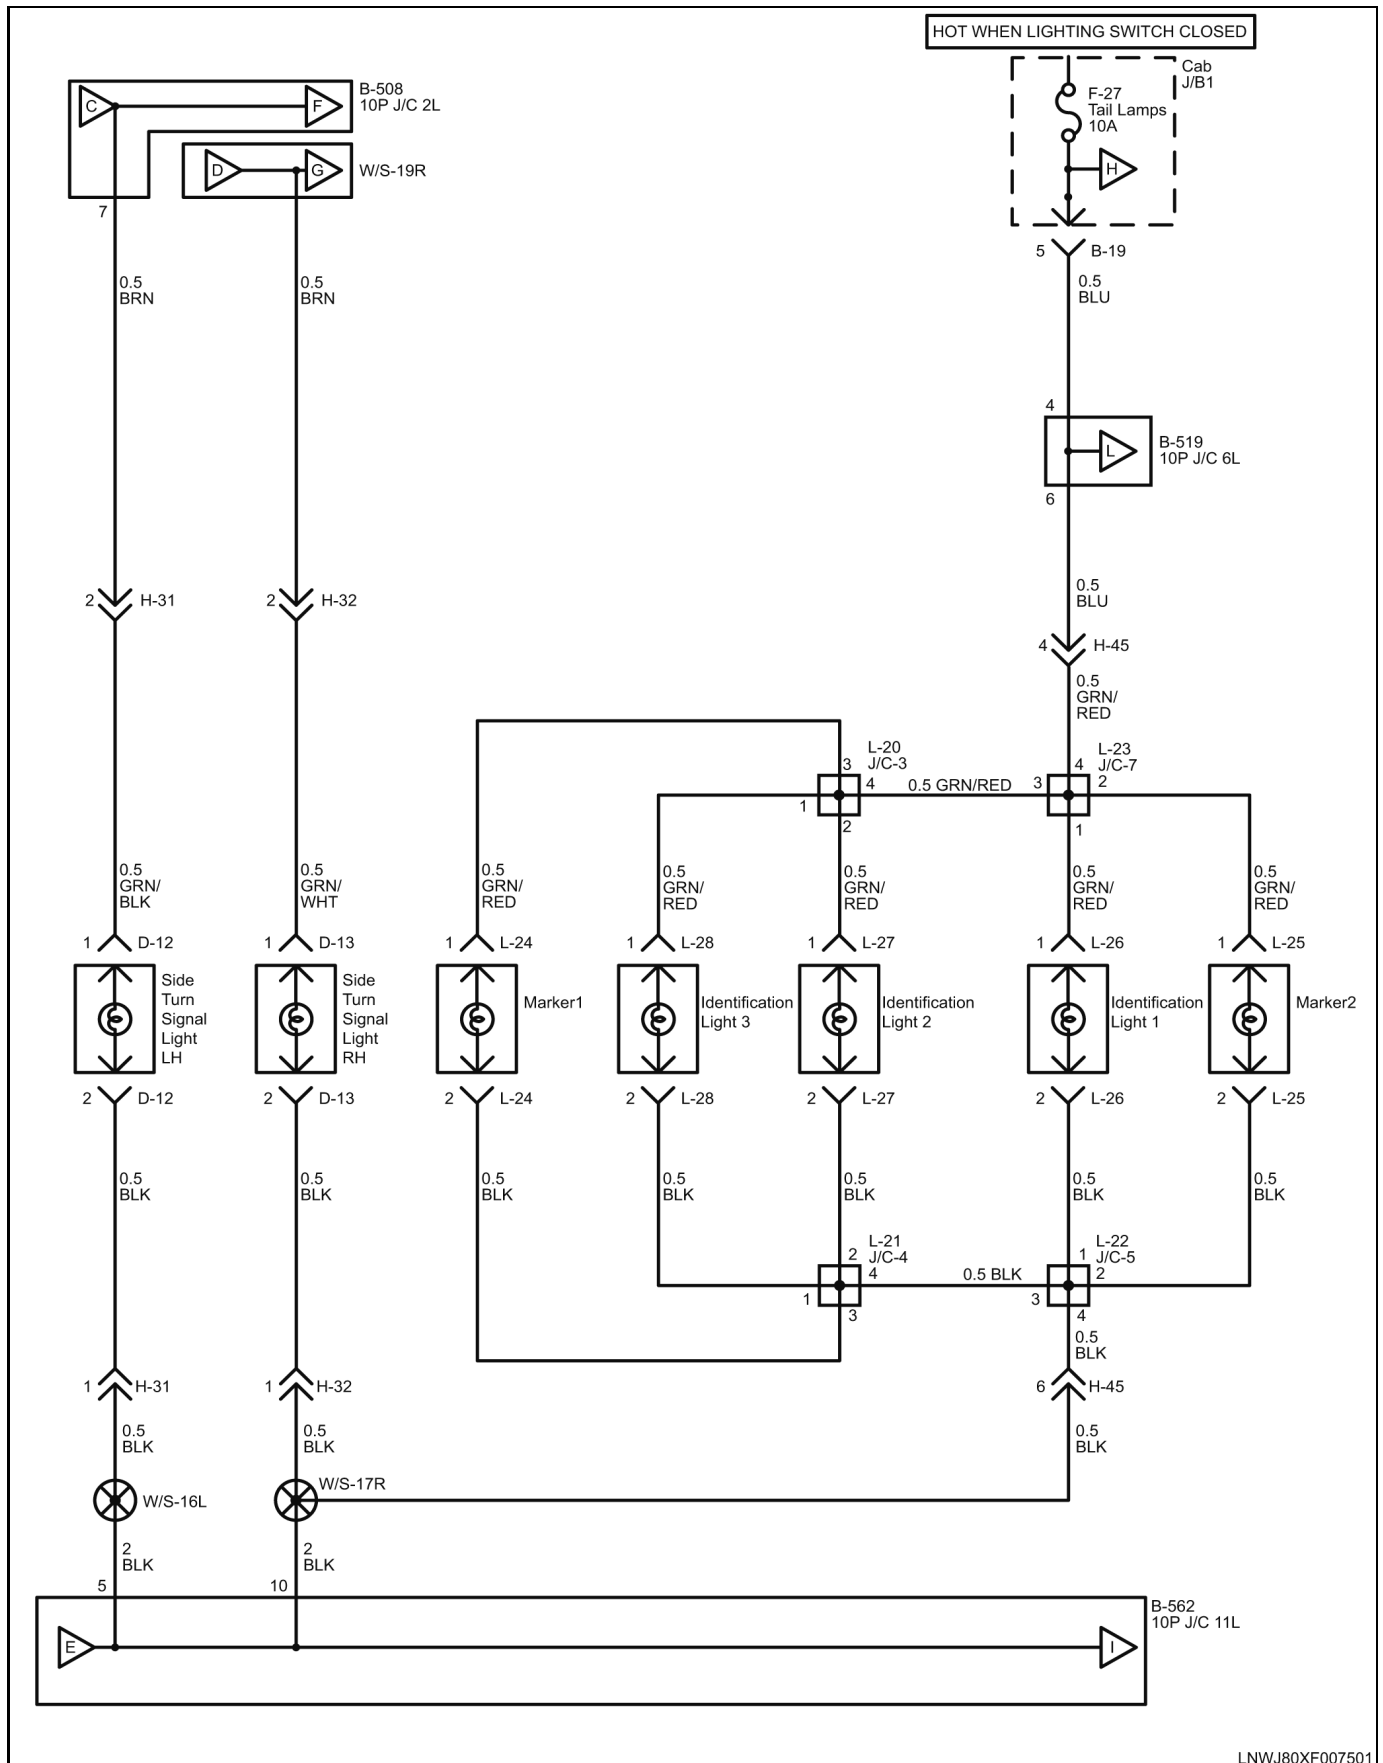 HOT WHEN LIGHTING SWITCH CLOSED
Cab
J/B1
F-27
Tail Lamps
10A
H
5
B-19
0.5
BLU
C
F
B-508
10P J/C 2L
D
G
W/S-19R
7
0.5
BRN
0.5
BRN
4
L
B-519
10P J/C 6L
6
0.5
BLU
2
H-31
2
H-32
4
H-45
0.5
GRN/
RED
L-20
J/C-3
3
4
1
2
0.5 GRN/RED
L-23
J/C-7
4
3
2
1
0.5
GRN/
BLK
0.5
GRN/
WHT
0.5
GRN/
RED
0.5
GRN/
RED
0.5
GRN/
RED
0.5
GRN/
RED
0.5
GRN/
RED
1
D-12
1
D-13
1
L-24
1
L-28
1
L-27
1
L-26
1
L-25
Side
Turn
Signal
Light
LH
Side
Turn
Signal
Light
RH
Marker1
Identification
Light 3
Identification
Light 2
Identification
Light 1
Marker2
2
D-12
2
D-13
2
L-24
2
L-28
2
L-27
2
L-26
2
L-25
0.5
BLK
0.5
BLK
0.5
BLK
0.5
BLK
0.5
BLK
0.5
BLK
0.5
BLK
L-21
J/C-4
2
4
1
3
0.5 BLK
L-22
J/C-5
1
2
3
4
0.5
BLK
1
H-31
1
H-32
6
H-45
0.5
BLK
0.5
BLK
0.5
BLK
W/S-16L
W/S-17R
2
BLK
2
BLK
5
10
E
I
B-562
10P J/C 11L
LNWJ80XF007501